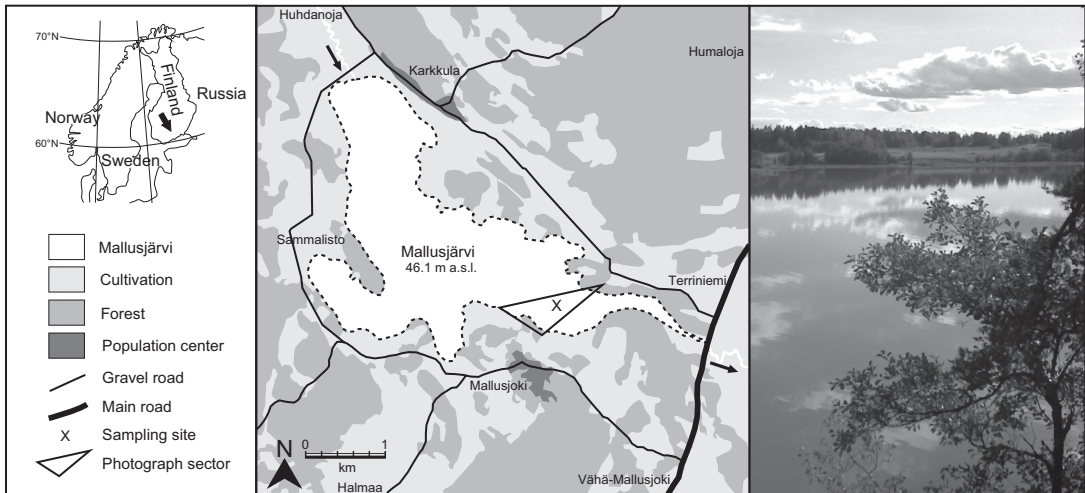 70°N
Finland
Russia
Norway
60°N
Sweden
Mallusjärvi
Cultivation
Forest
Population center
Gravel road
Main road
X Sampling site
Photograph sector
Huhdanoja
Karkkula
Humaloja
Sammalisto
Mallusjärvi
46.1 m a.s.l.
Terriniemi
X
Mallusjoki
N
0 1
km
Halmaa
Vähä-Mallusjoki